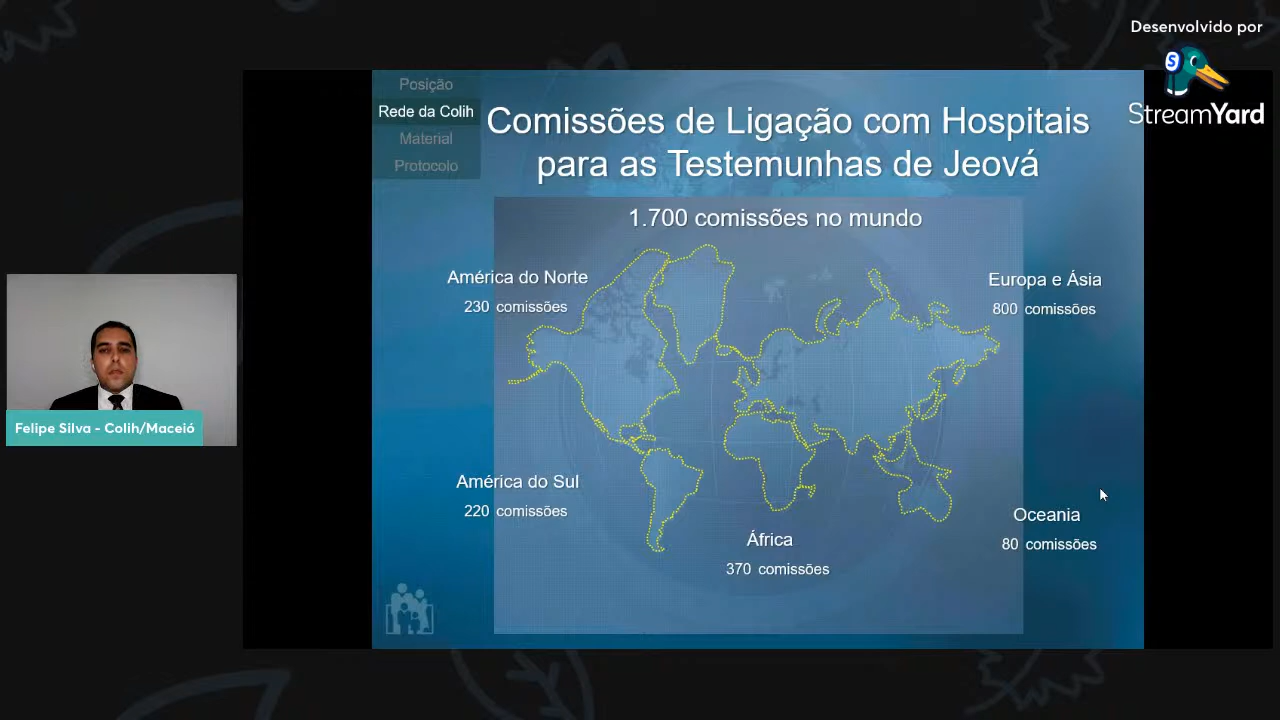 Desenvolvido por
StreamYard
Posição
Rede da Colih
Material
Protocolo
Comissões de Ligação com Hospitais
para as Testemunhas de Jeová
1.700 comissões no mundo
América do Norte
230 comissões
Europa e Ásia
800 comissões
América do Sul
220 comissões
África
370 comissões
Oceania
80 comissões
Felipe Silva - Colih/Maceió